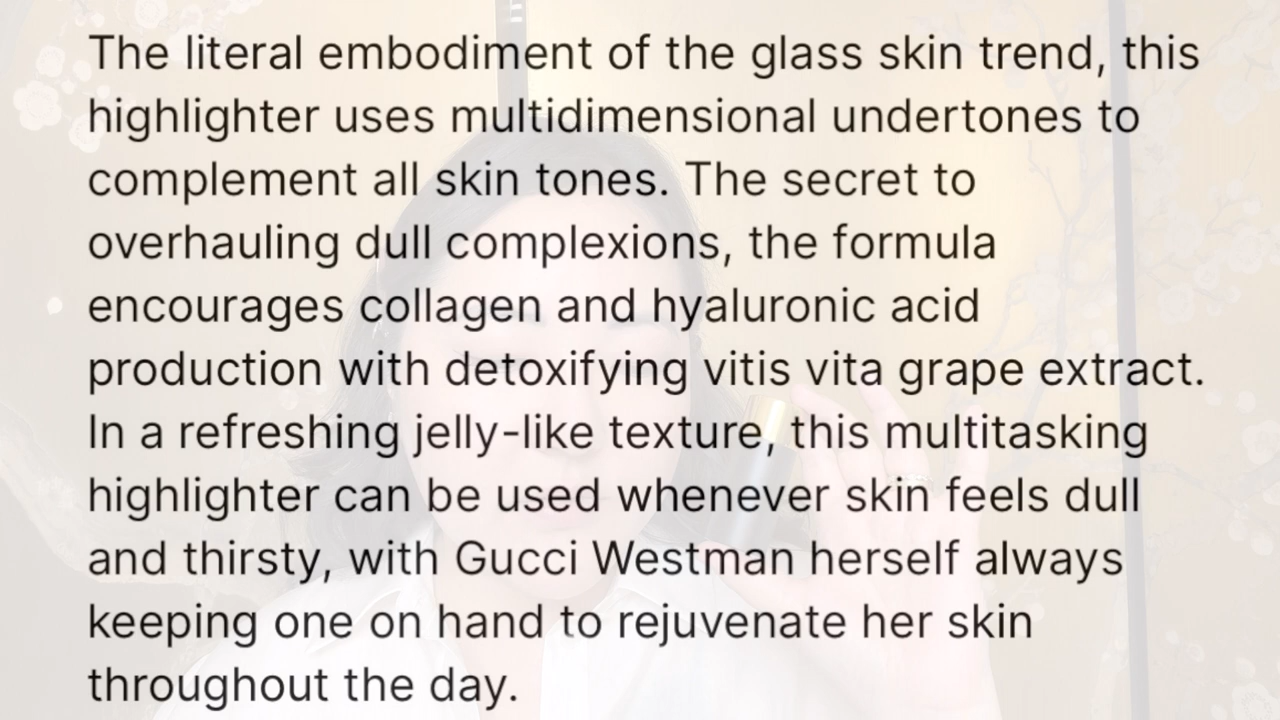 The literal embodiment of the glass skin trend, this
highlighter uses multidimensional undertones to
complement all skin tones. The secret to
overhauling dull complexions, the formula
encourages collagen and hyaluronic acid
production with detoxifying vitis vita grape extract.
In a refreshing jelly-like texture, this multitasking
highlighter can be used whenever skin feels dull
and thirsty, with Gucci Westman herself always
keeping one on hand to rejuvenate her skin
throughout the day.